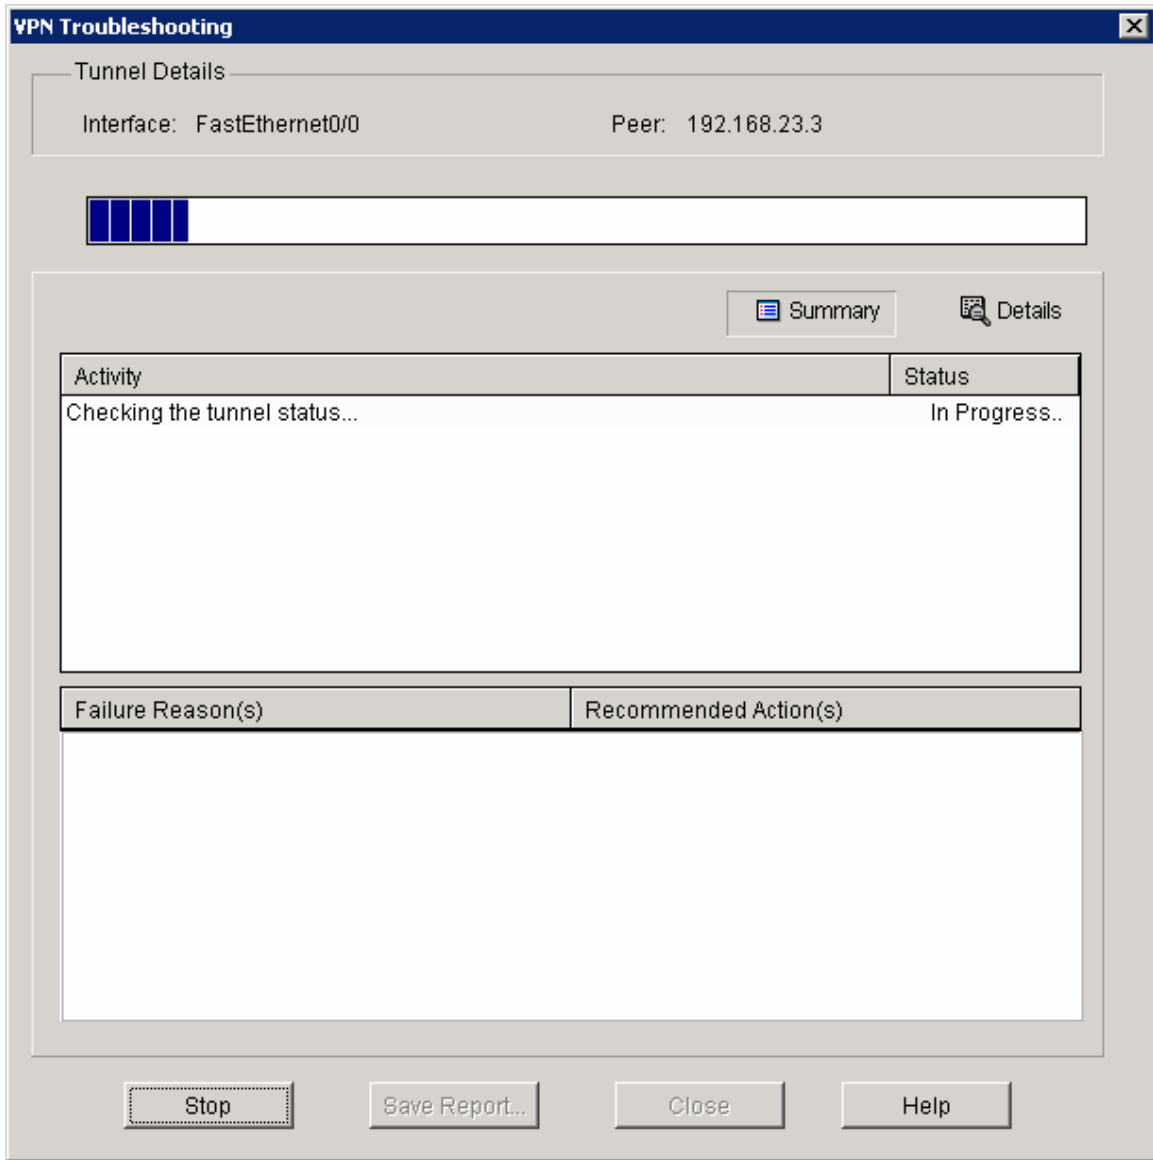 VPN Troubleshooting
Tunnel Details
Interface: FastEthernet0/0 Peer: 192.168.23.3
Summary Details
Activity Status
Checking the tunnel status... In Progress..
Failure Reason(s) Recommended Action(s)
Stop Save Report... Close Help